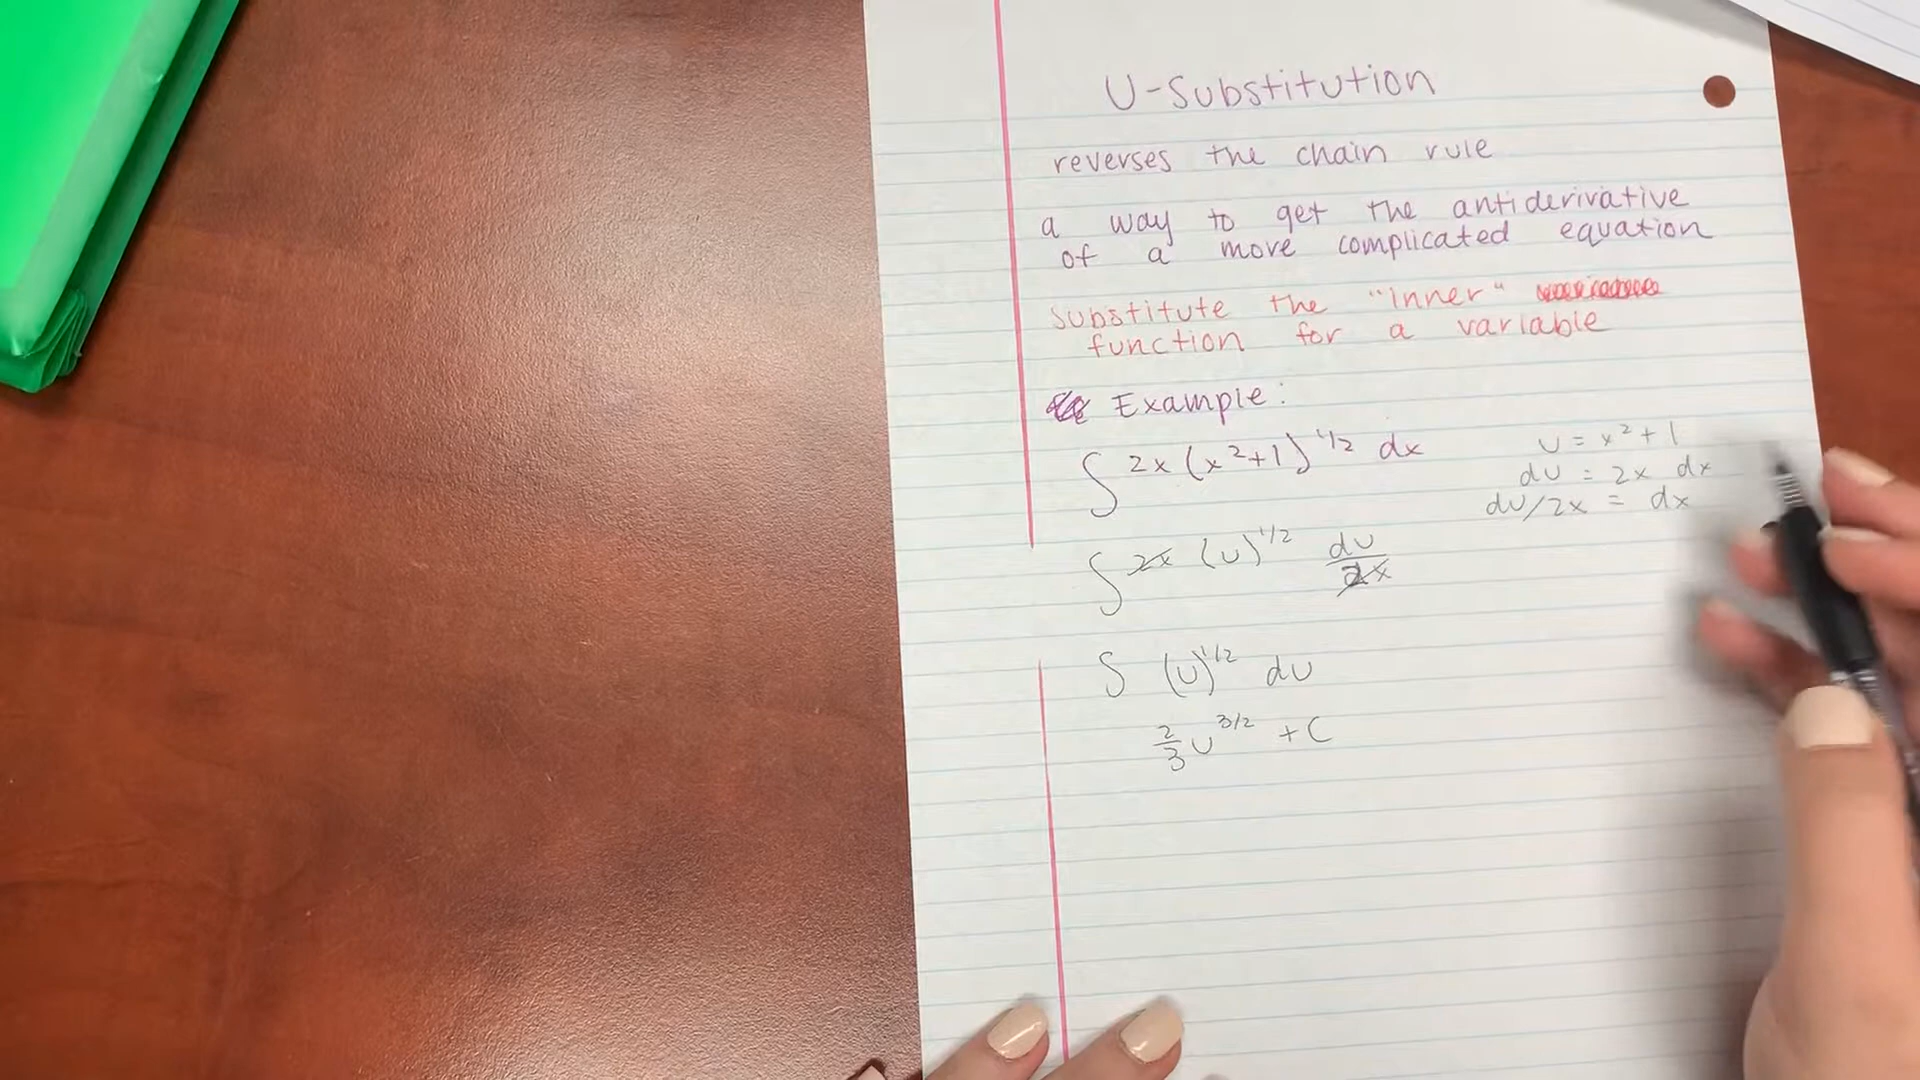 U-Substitution
reverses the chain rule
a way to get the antiderivative
of a more complicated equation
substitute the "inner"
function for a variable
Example:
∫ 2x (x²+1)^1/2 dx
u = x² + 1
du = 2x dx
du/2x = dx
∫ 2x (u)^1/2 du/2x
∫ (u)^1/2 du
2/3 u^3/2 + C